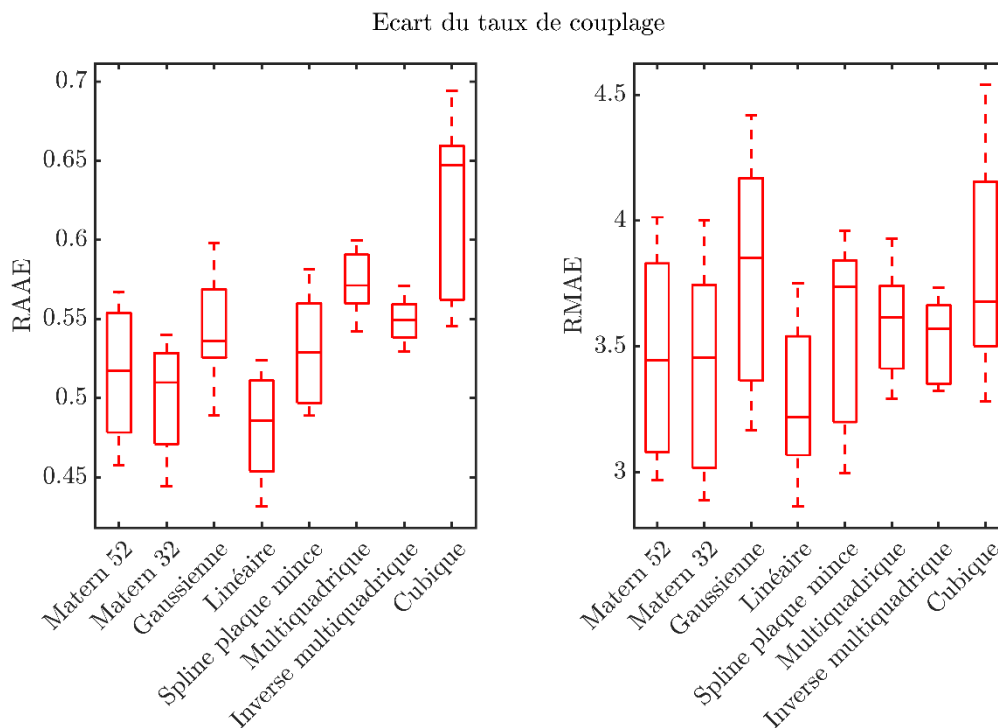 Ecart du taux de couplage
RAAE
0.7
0.65
0.6
0.55
0.5
0.45
Matern 52
Matern 32
Gaussienne
Linéaire
Spline plaque mince
Multiquadrique
Inverse multiquadrique
Cubique
RMAE
4.5
4
3.5
3
Matern 52
Matern 32
Gaussienne
Linéaire
Spline plaque mince
Multiquadrique
Inverse multiquadrique
Cubique